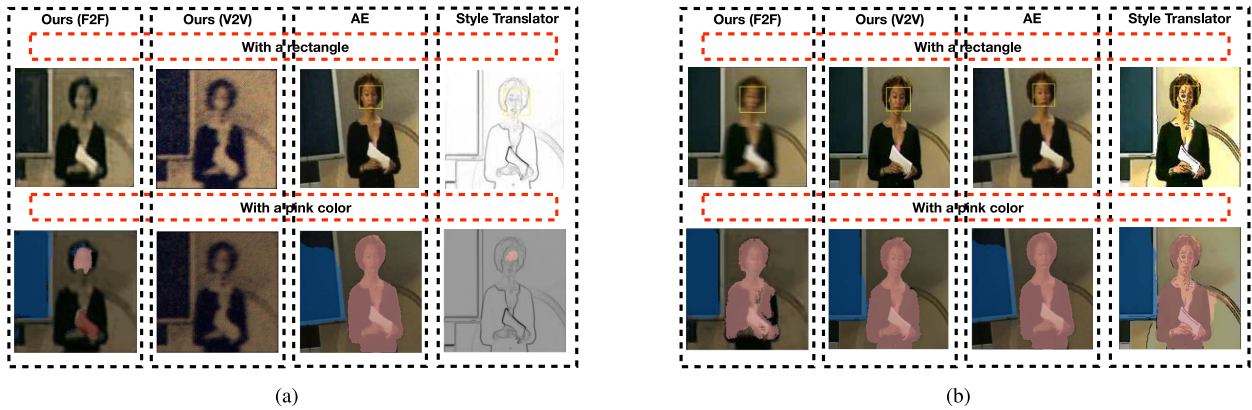 Ours (F2F) Ours (V2V) AE Style Translator
With a rectangle
With a pink color
(a)
Ours (F2F) Ours (V2V) AE Style Translator
With a rectangle
With a pink color
(b)